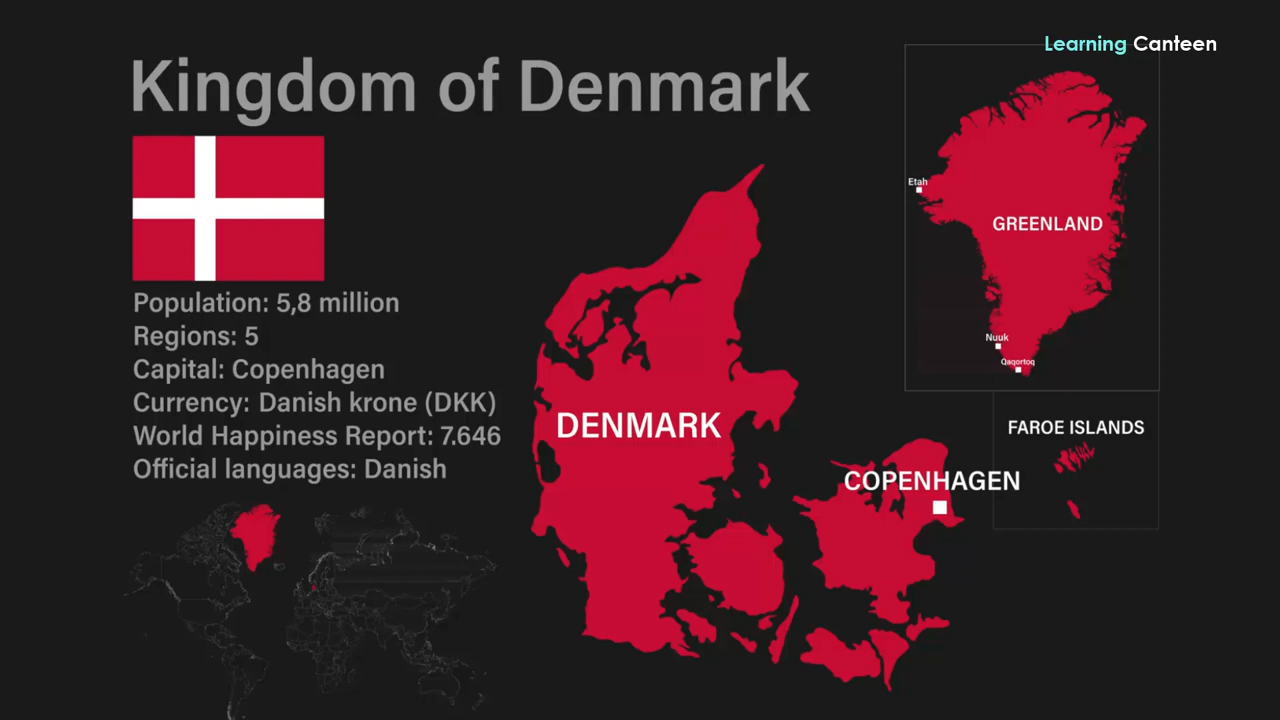 Learning Canteen
Kingdom of Denmark
Population: 5,8 million
Regions: 5
Capital: Copenhagen
Currency: Danish krone (DKK)
World Happiness Report: 7.646
Official languages: Danish
DENMARK
COPENHAGEN
Etah
GREENLAND
Nuuk
Qaqortoq
FAROE ISLANDS